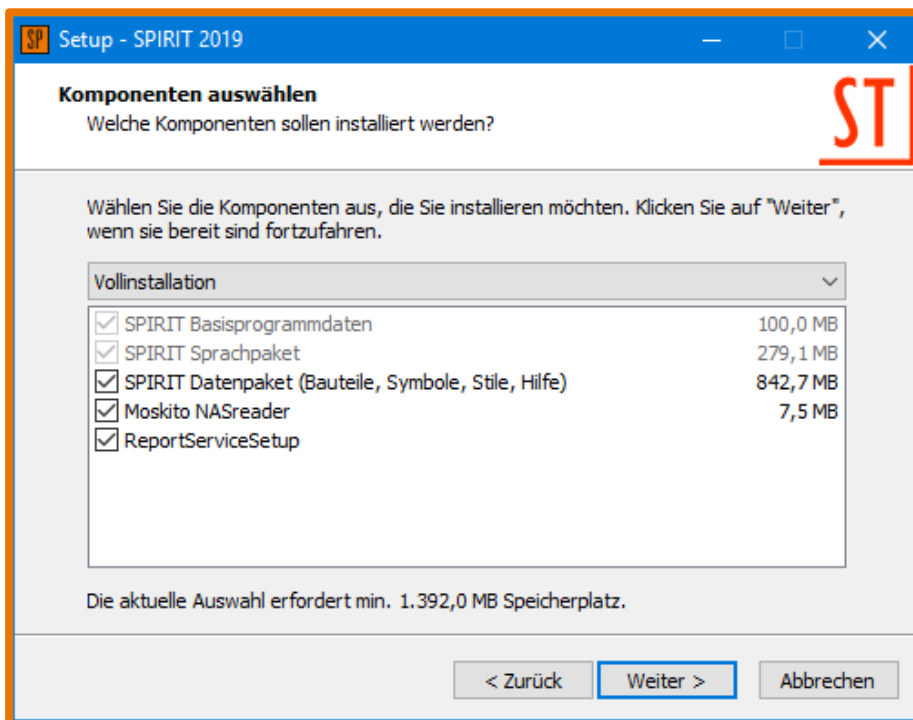 SP Setup - SPIRIT 2019
Komponenten auswählen
Welche Komponenten sollen installiert werden?
ST
Wählen Sie die Komponenten aus, die Sie installieren möchten. Klicken Sie auf "Weiter",
wenn sie bereit sind fortzufahren.
Vollinstallation
SPIRIT Basisprogrammdaten 100,0 MB
SPIRIT Sprachpaket 279,1 MB
SPIRIT Datenpaket (Bauteile, Symbole, Stile, Hilfe) 842,7 MB
Moskito NASreader 7,5 MB
ReportServiceSetup
Die aktuelle Auswahl erfordert min. 1.392,0 MB Speicherplatz.
< Zurück Weiter > Abbrechen